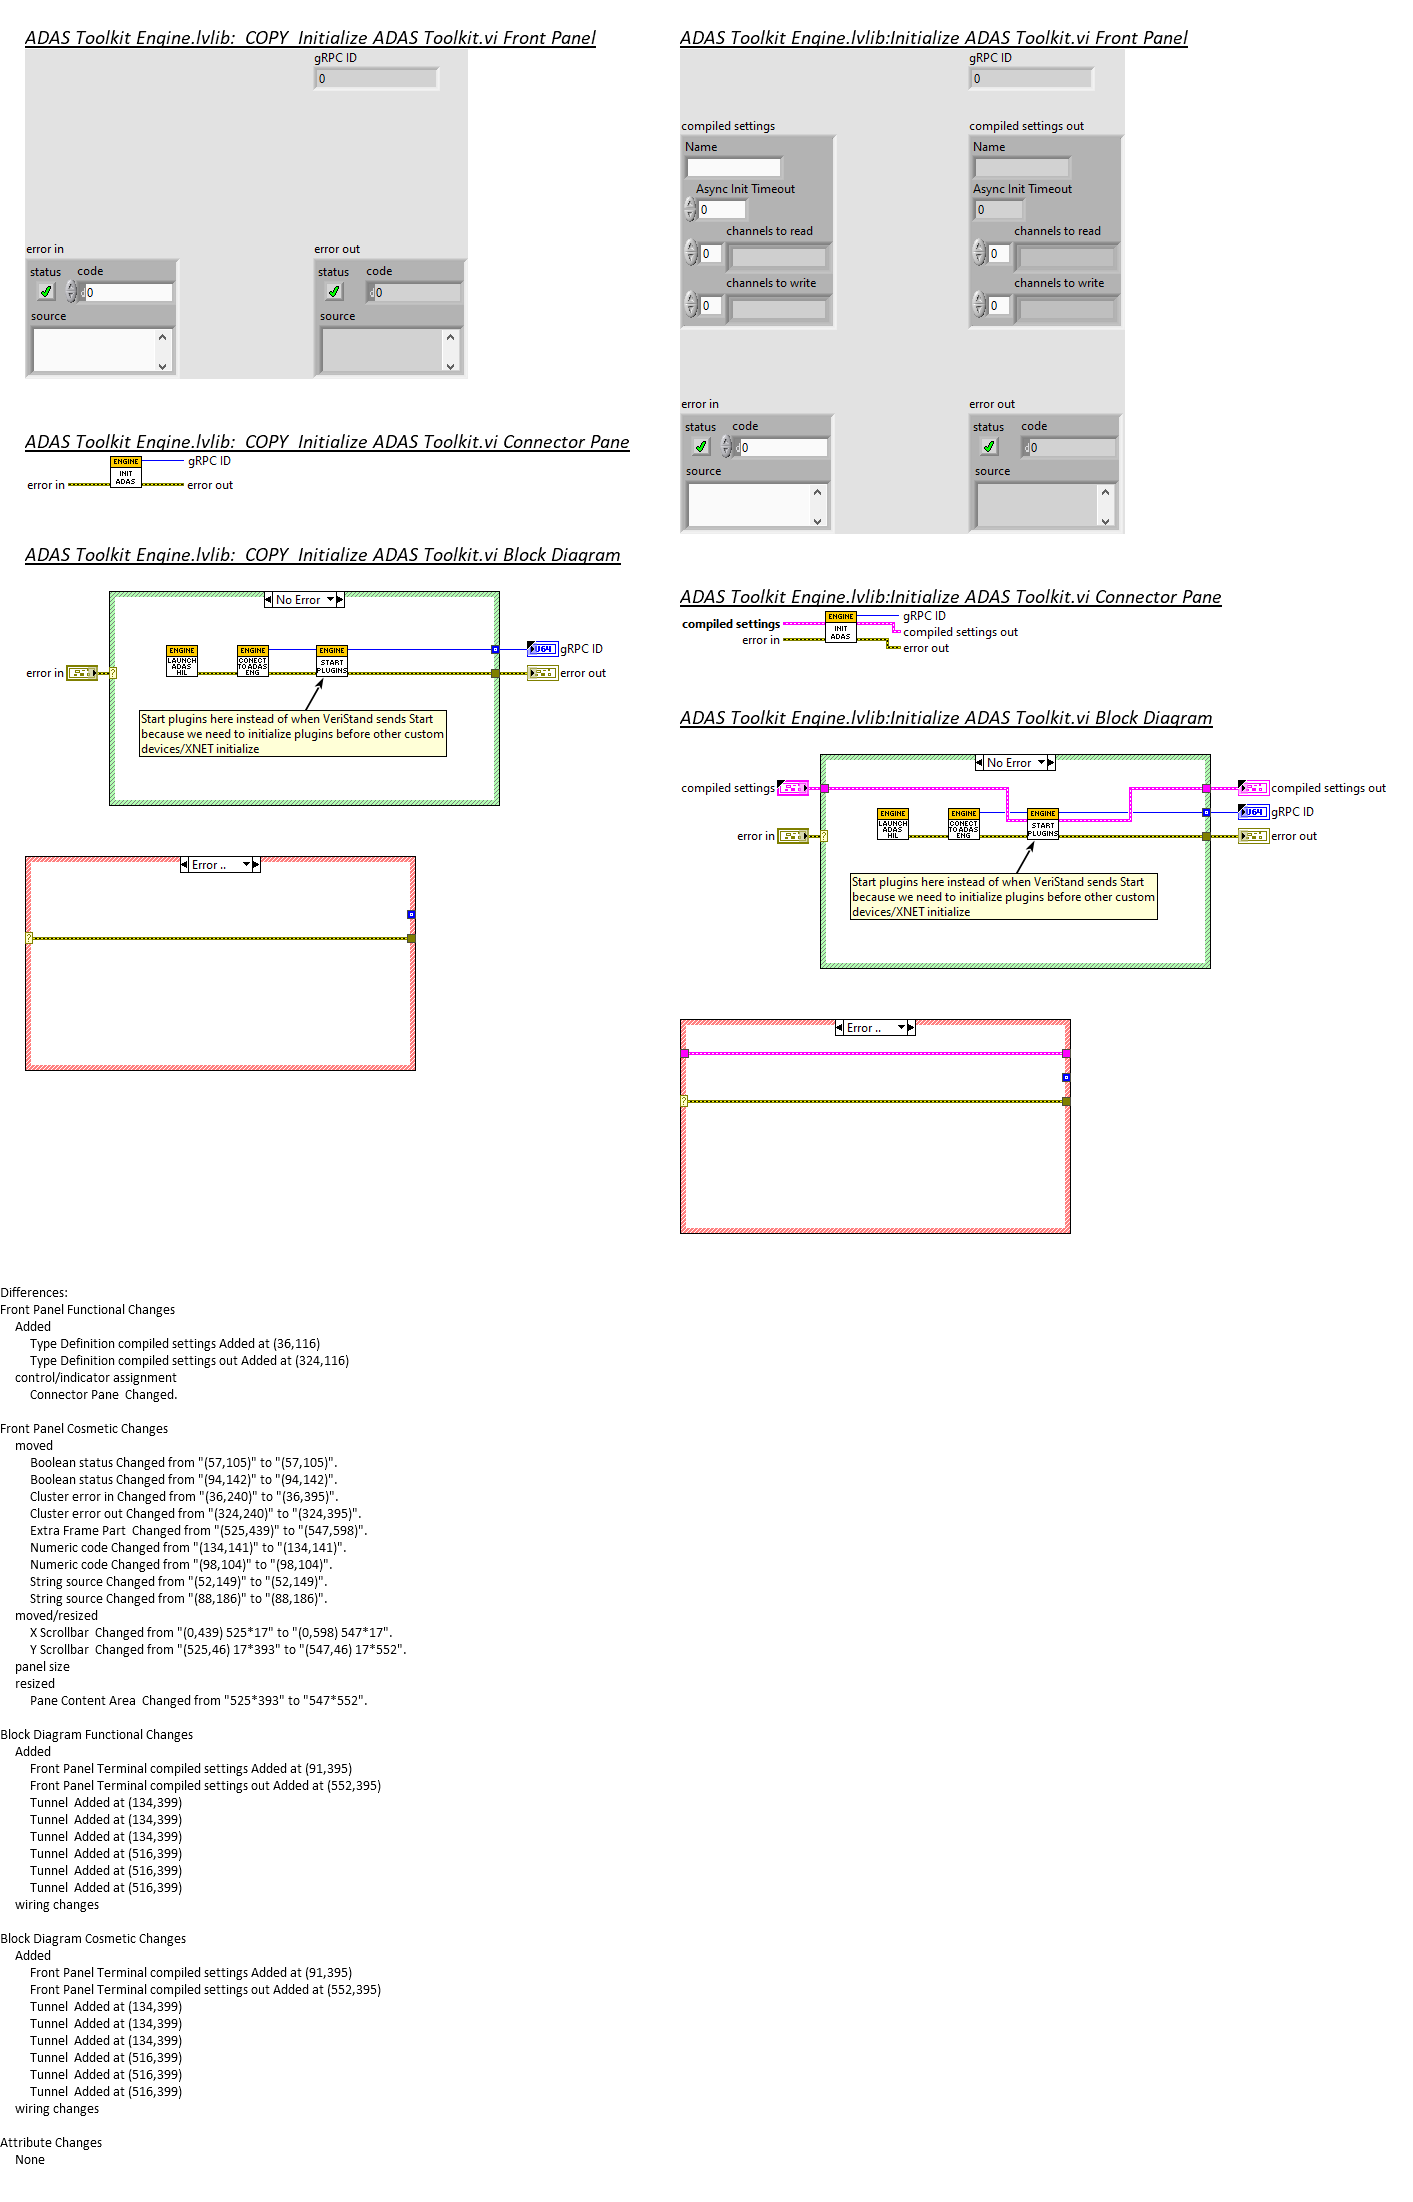 ADAS Toolkit Engine.lvlib:  COPY  Initialize ADAS Toolkit.vi Front Panel
gRPC ID
0
error in
status code
0
source
error out
status code
0
source
ADAS Toolkit Engine.lvlib:  COPY  Initialize ADAS Toolkit.vi Connector Pane
ENGINE
INIT
ADAS
gRPC ID
error in
error out
ADAS Toolkit Engine.lvlib:  COPY  Initialize ADAS Toolkit.vi Block Diagram
No Error
ENGINE
LAUNCH
ADAS
HIL
ENGINE
CONECT
TO ADAS
ENG
ENGINE
START
PLUGINS
U64
gRPC ID
error in
?
error out
Start plugins here instead of when VeriStand sends Start
because we need to initialize plugins before other custom
devices/XNET initialize
Error ..
?
ADAS Toolkit Engine.lvlib:Initialize ADAS Toolkit.vi Front Panel
gRPC ID
0
compiled settings
Name
Async Init Timeout
0
channels to read
0
channels to write
0
compiled settings out
Name
Async Init Timeout
0
channels to read
0
channels to write
0
error in
status code
d0
source
error out
status code
d0
source
ADAS Toolkit Engine.lvlib:Initialize ADAS Toolkit.vi Connector Pane
ENGINE
INIT
ADAS
gRPC ID
compiled settings
compiled settings out
error in
error out
ADAS Toolkit Engine.lvlib:Initialize ADAS Toolkit.vi Block Diagram
No Error
compiled settings
compiled settings out
ENGINE
LAUNCH
ADAS
HIL
ENGINE
CONECT
TO ADAS
ENG
ENGINE
START
PLUGINS
U64
gRPC ID
error in
?
error out
Start plugins here instead of when VeriStand sends Start
because we need to initialize plugins before other custom
devices/XNET initialize
Error ..
?
Differences:
Front Panel Functional Changes
Added
Type Definition compiled settings Added at (36,116)
Type Definition compiled settings out Added at (324,116)
control/indicator assignment
Connector Pane  Changed.
Front Panel Cosmetic Changes
moved
Boolean status Changed from "(57,105)" to "(57,105)".
Boolean status Changed from "(94,142)" to "(94,142)".
Cluster error in Changed from "(36,240)" to "(36,395)".
Cluster error out Changed from "(324,240)" to "(324,395)".
Extra Frame Part  Changed from "(525,439)" to "(547,598)".
Numeric code Changed from "(134,141)" to "(134,141)".
Numeric code Changed from "(98,104)" to "(98,104)".
String source Changed from "(52,149)" to "(52,149)".
String source Changed from "(88,186)" to "(88,186)".
moved/resized
X Scrollbar  Changed from "(0,439) 525*17" to "(0,598) 547*17".
Y Scrollbar  Changed from "(525,46) 17*393" to "(547,46) 17*552".
panel size
resized
Pane Content Area  Changed from "525*393" to "547*552".
Block Diagram Functional Changes
Added
Front Panel Terminal compiled settings Added at (91,395)
Front Panel Terminal compiled settings out Added at (552,395)
Tunnel  Added at (134,399)
Tunnel  Added at (134,399)
Tunnel  Added at (134,399)
Tunnel  Added at (516,399)
Tunnel  Added at (516,399)
Tunnel  Added at (516,399)
wiring changes
Block Diagram Cosmetic Changes
Added
Front Panel Terminal compiled settings Added at (91,395)
Front Panel Terminal compiled settings out Added at (552,395)
Tunnel  Added at (134,399)
Tunnel  Added at (134,399)
Tunnel  Added at (134,399)
Tunnel  Added at (516,399)
Tunnel  Added at (516,399)
Tunnel  Added at (516,399)
wiring changes
Attribute Changes
None